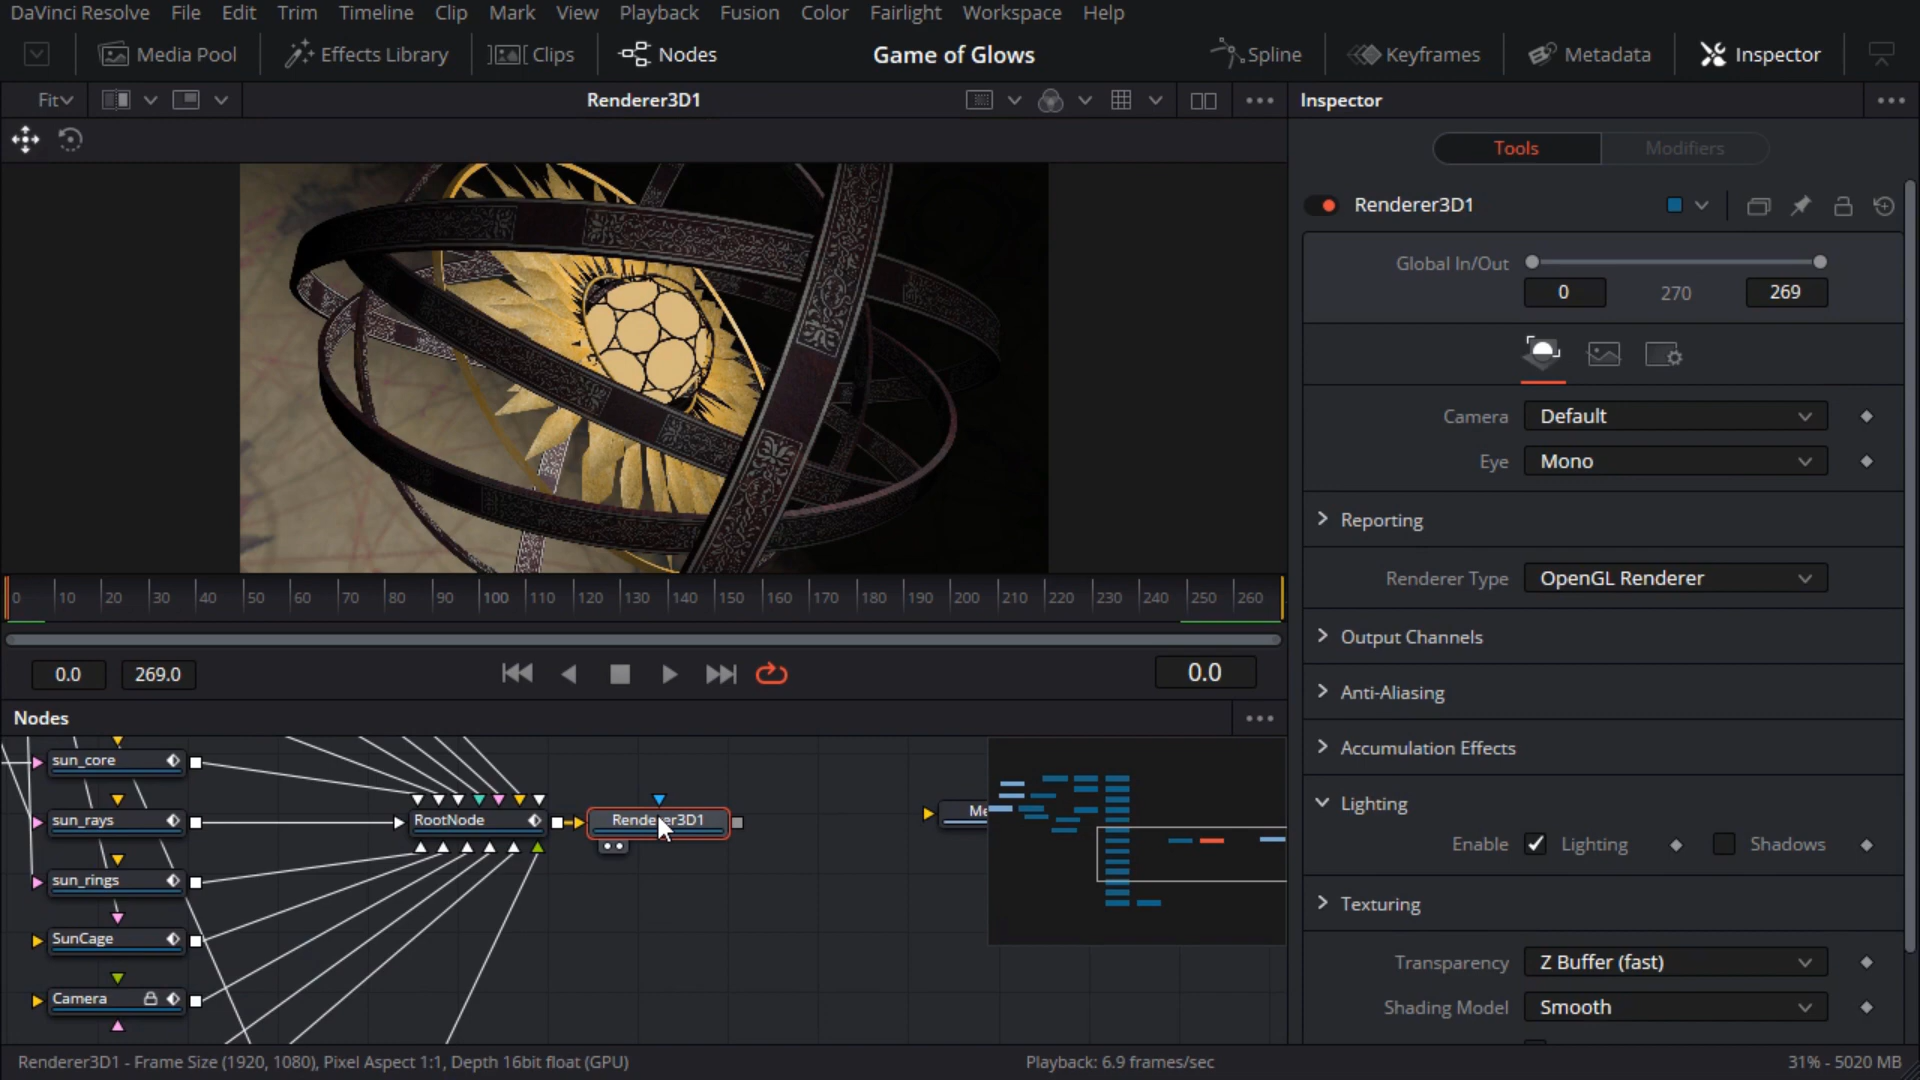 DaVinci Resolve File Edit Trim Timeline Clip Mark View Playback Fusion Color Fairlight Workspace Help
Media Pool Effects Library Clips Nodes Game of Glows Spline Keyframes Metadata Inspector
Fit Renderer3D1 Inspector
Tools Modifiers
Renderer3D1
Global In/Out
0 270 269
Camera Default
Eye Mono
Reporting
Renderer Type OpenGL Renderer
0 10 20 30 40 50 60 70 80 90 100 110 120 130 140 150 160 170 180 190 200 210 220 230 240 250 260
Output Channels
0.0 269.0 0.0
Anti-Aliasing
Nodes
Accumulation Effects
sun_core
Lighting
sun_rays RootNode Renderer3D1 Me
Enable Lighting Shadows
sun_rings
Texturing
SunCage
Transparency Z Buffer (fast)
Camera
Shading Model Smooth
Renderer3D1 - Frame Size (1920, 1080), Pixel Aspect 1:1, Depth 16bit float (GPU) Playback: 6.9 frames/sec 31% - 5020 MB